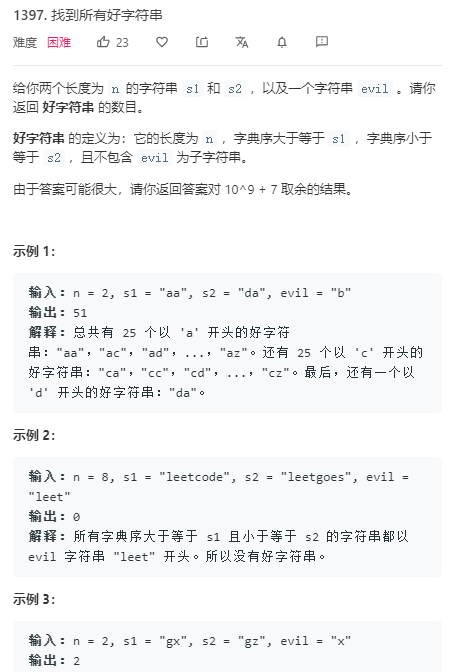 1397. 找到所有好字符串
难度 困难 23
给你两个长度为 n 的字符串 s1 和 s2 ，以及一个字符串 evil 。请你
返回 好字符串 的数目。
好字符串 的定义为：它的长度为 n ，字典序大于等于 s1 ，字典序小于
等于 s2 ，且不包含 evil 为子字符串。
由于答案可能很大，请你返回答案对 10^9 + 7 取余的结果。
示例 1：
输入：n = 2, s1 = "aa", s2 = "da", evil = "b"
输出：51
解释：总共有 25 个以 'a' 开头的好字符
串："aa"，"ac"，"ad"，...，"az"。还有 25 个以 'c' 开头的
好字符串："ca"，"cc"，"cd"，...，"cz"。最后，还有一个以
'd' 开头的好字符串："da"。
示例 2：
输入：n = 8, s1 = "leetcode", s2 = "leetgoes", evil =
"leet"
输出：0
解释：所有字典序大于等于 s1 且小于等于 s2 的字符串都以
evil 字符串 "leet" 开头。所以没有好字符串。
示例 3：
输入：n = 2, s1 = "gx", s2 = "gz", evil = "x"
输出：2